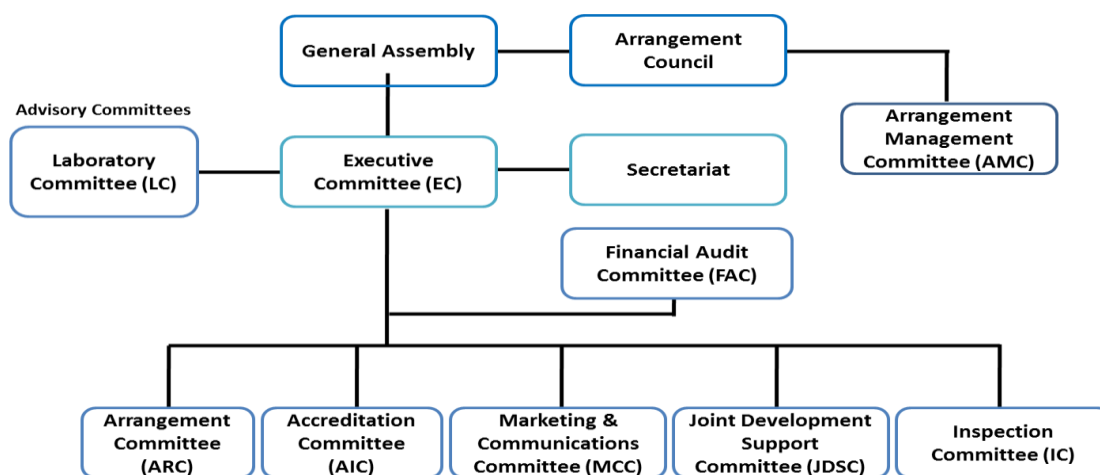 General Assembly
Arrangement
Council
Advisory Committees
Laboratory
Committee (LC)
Executive
Committee (EC)
Secretariat
Arrangement
Management
Committee (AMC)
Financial Audit
Committee (FAC)
Arrangement
Committee
(ARC)
Accreditation
Committee
(AIC)
Marketing &
Communications
Committee (MCC)
Joint Development
Support
Committee (JDSC)
Inspection
Committee (IC)